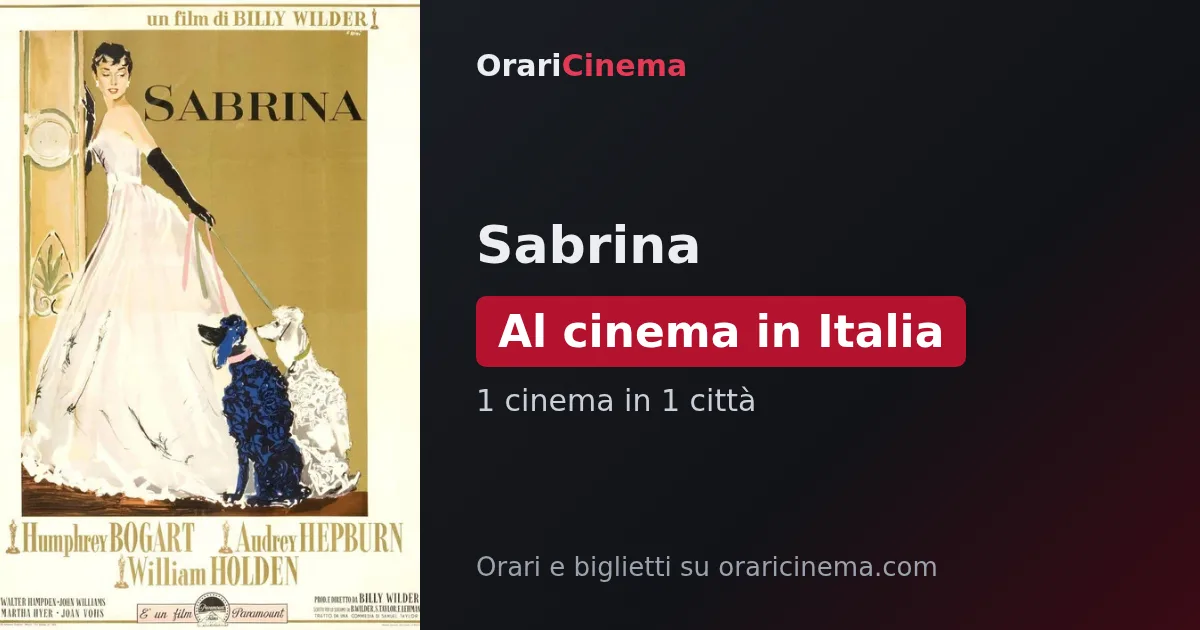 un film di BILLY WILDER
SABRINA
Humphrey BOGART Audrey HEPBURN
William HOLDEN
WALTER HAMPDEN - JOHN WILLIAMS
MARTHA HYER - JOAN VOHS
È un film Paramount
PROD. E DIRETTO DA BILLY WILDER
OrariCinema
Sabrina
Al cinema in Italia
1 cinema in 1 città
Orari e biglietti su oraricinema.com